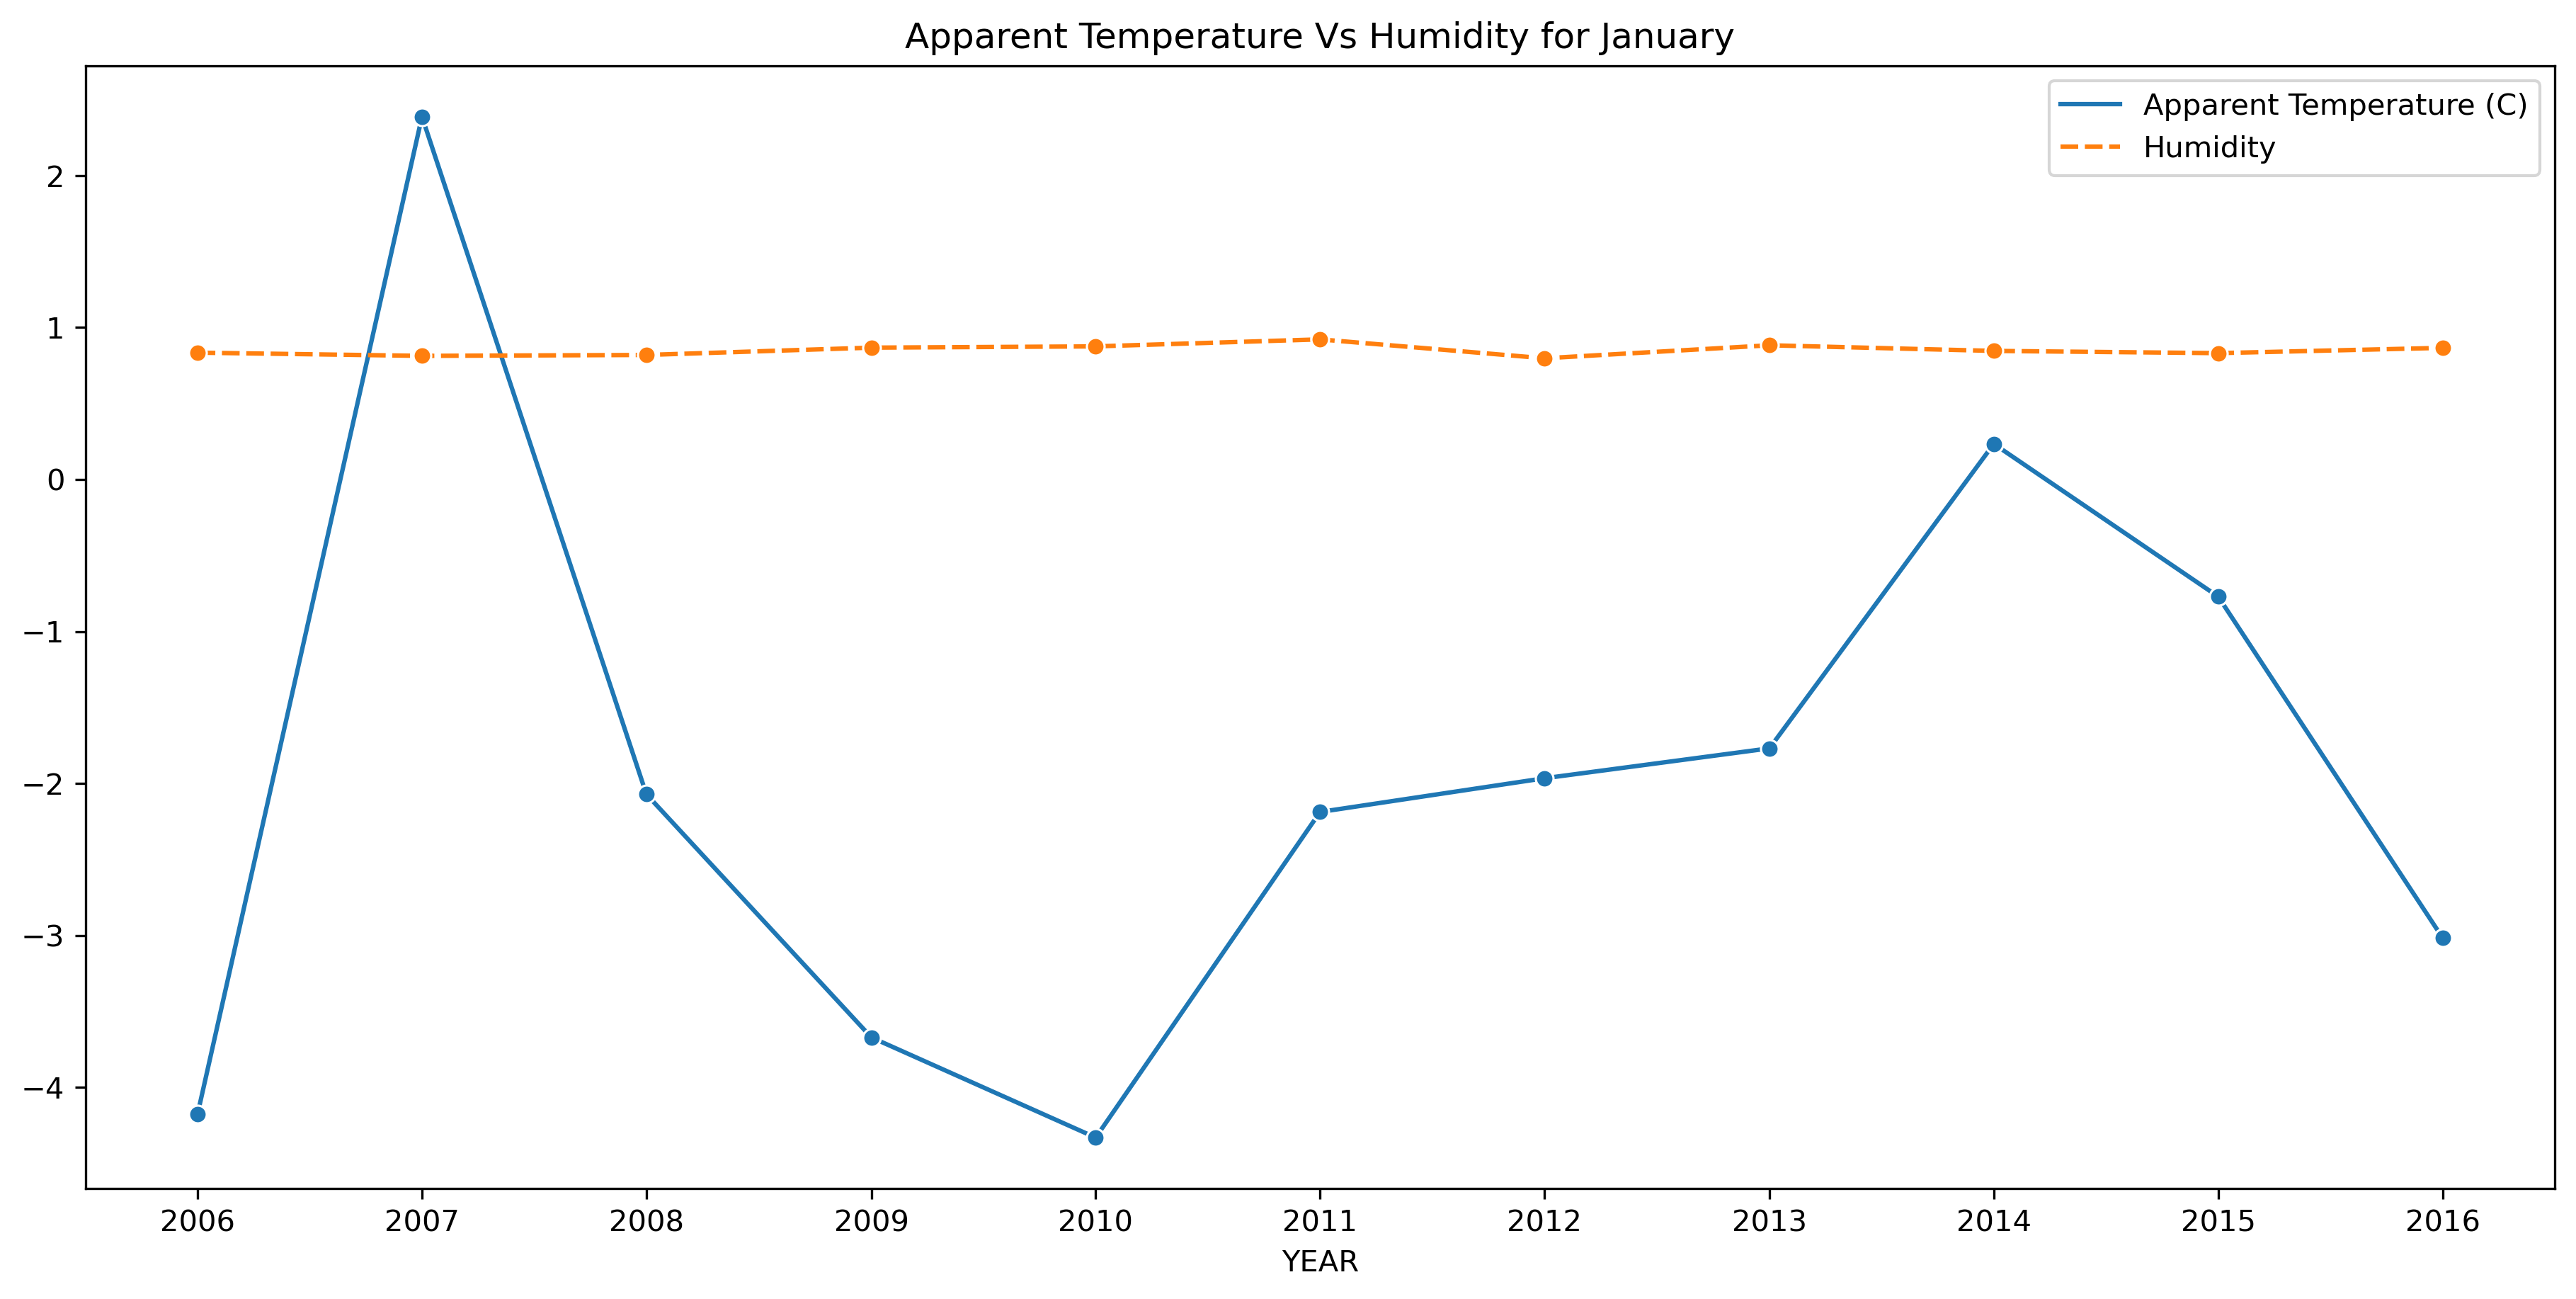 Apparent Temperature Vs Humidity for January
Apparent Temperature (C)
Humidity
2
1
0
−1
−2
−3
−4
2006 2007 2008 2009 2010 2011 2012 2013 2014 2015 2016
YEAR